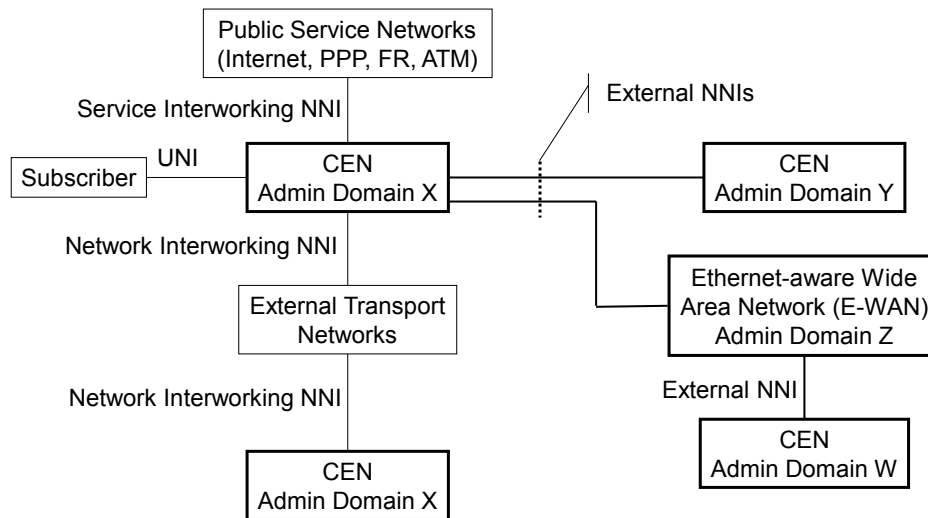 Public Service Networks
(Internet, PPP, FR, ATM)
External NNIs
Service Interworking NNI
UNI
Subscriber
CEN
Admin Domain X
CEN
Admin Domain Y
Network Interworking NNI
Ethernet-aware Wide
Area Network (E-WAN)
Admin Domain Z
External Transport
Networks
Network Interworking NNI
External NNI
CEN
Admin Domain X
CEN
Admin Domain W